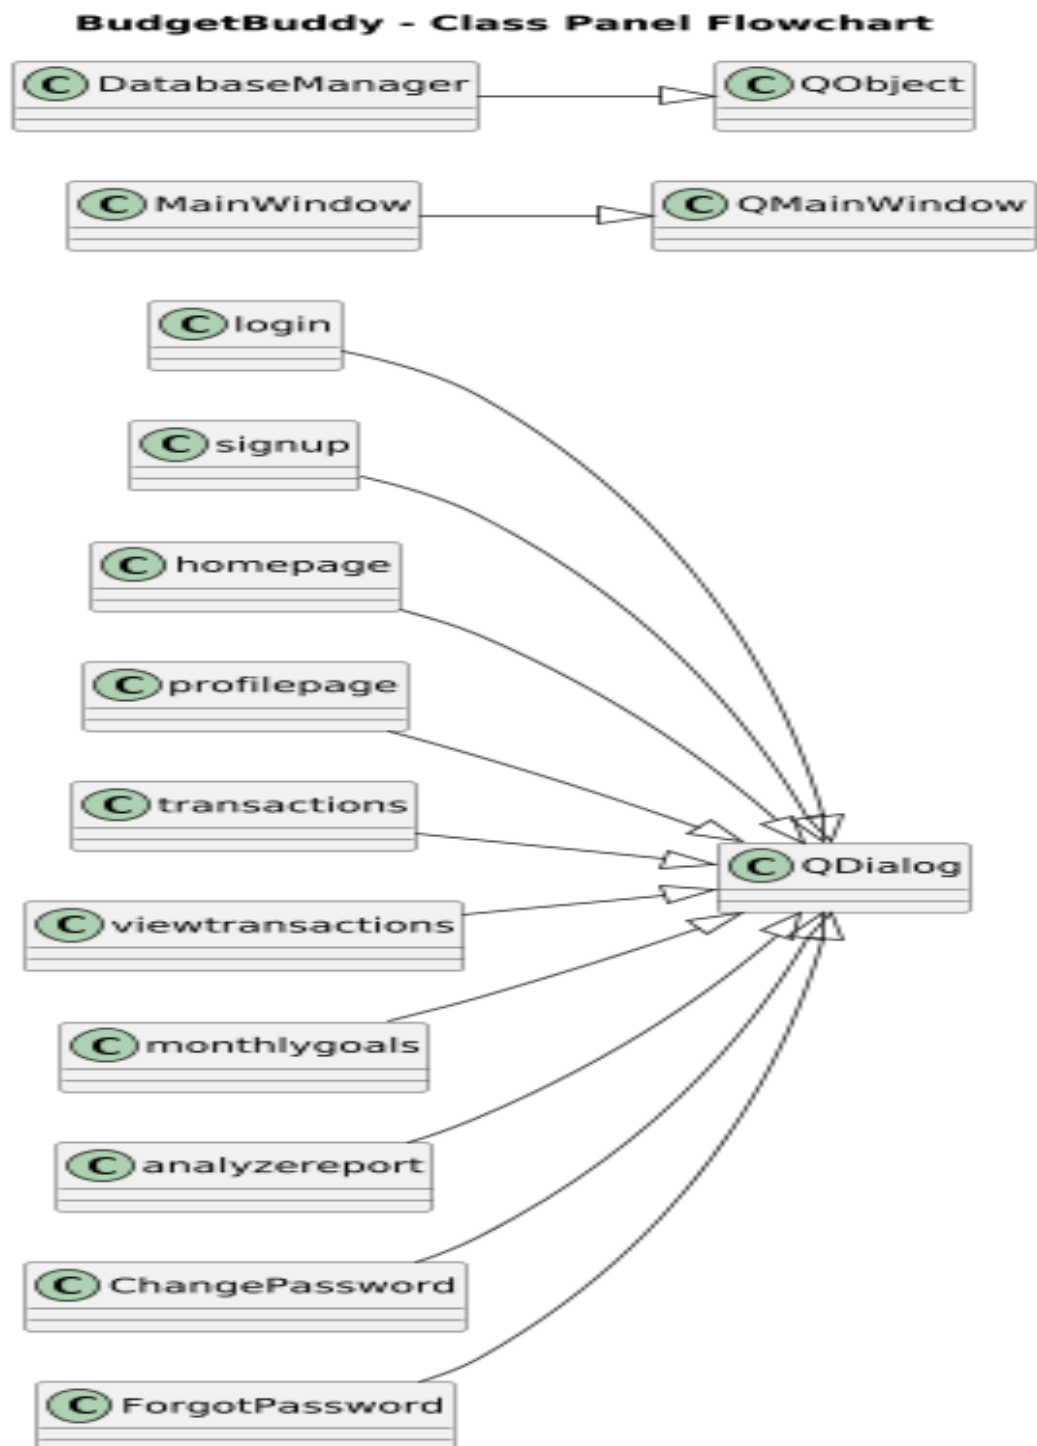 BudgetBuddy - Class Panel Flowchart
C DatabaseManager
C QObject
C MainWindow
C QMainWindow
C login
C signup
C homepage
C profilepage
C transactions
C QDialog
C viewtransactions
C monthlygoals
C analyzereport
C ChangePassword
C ForgotPassword